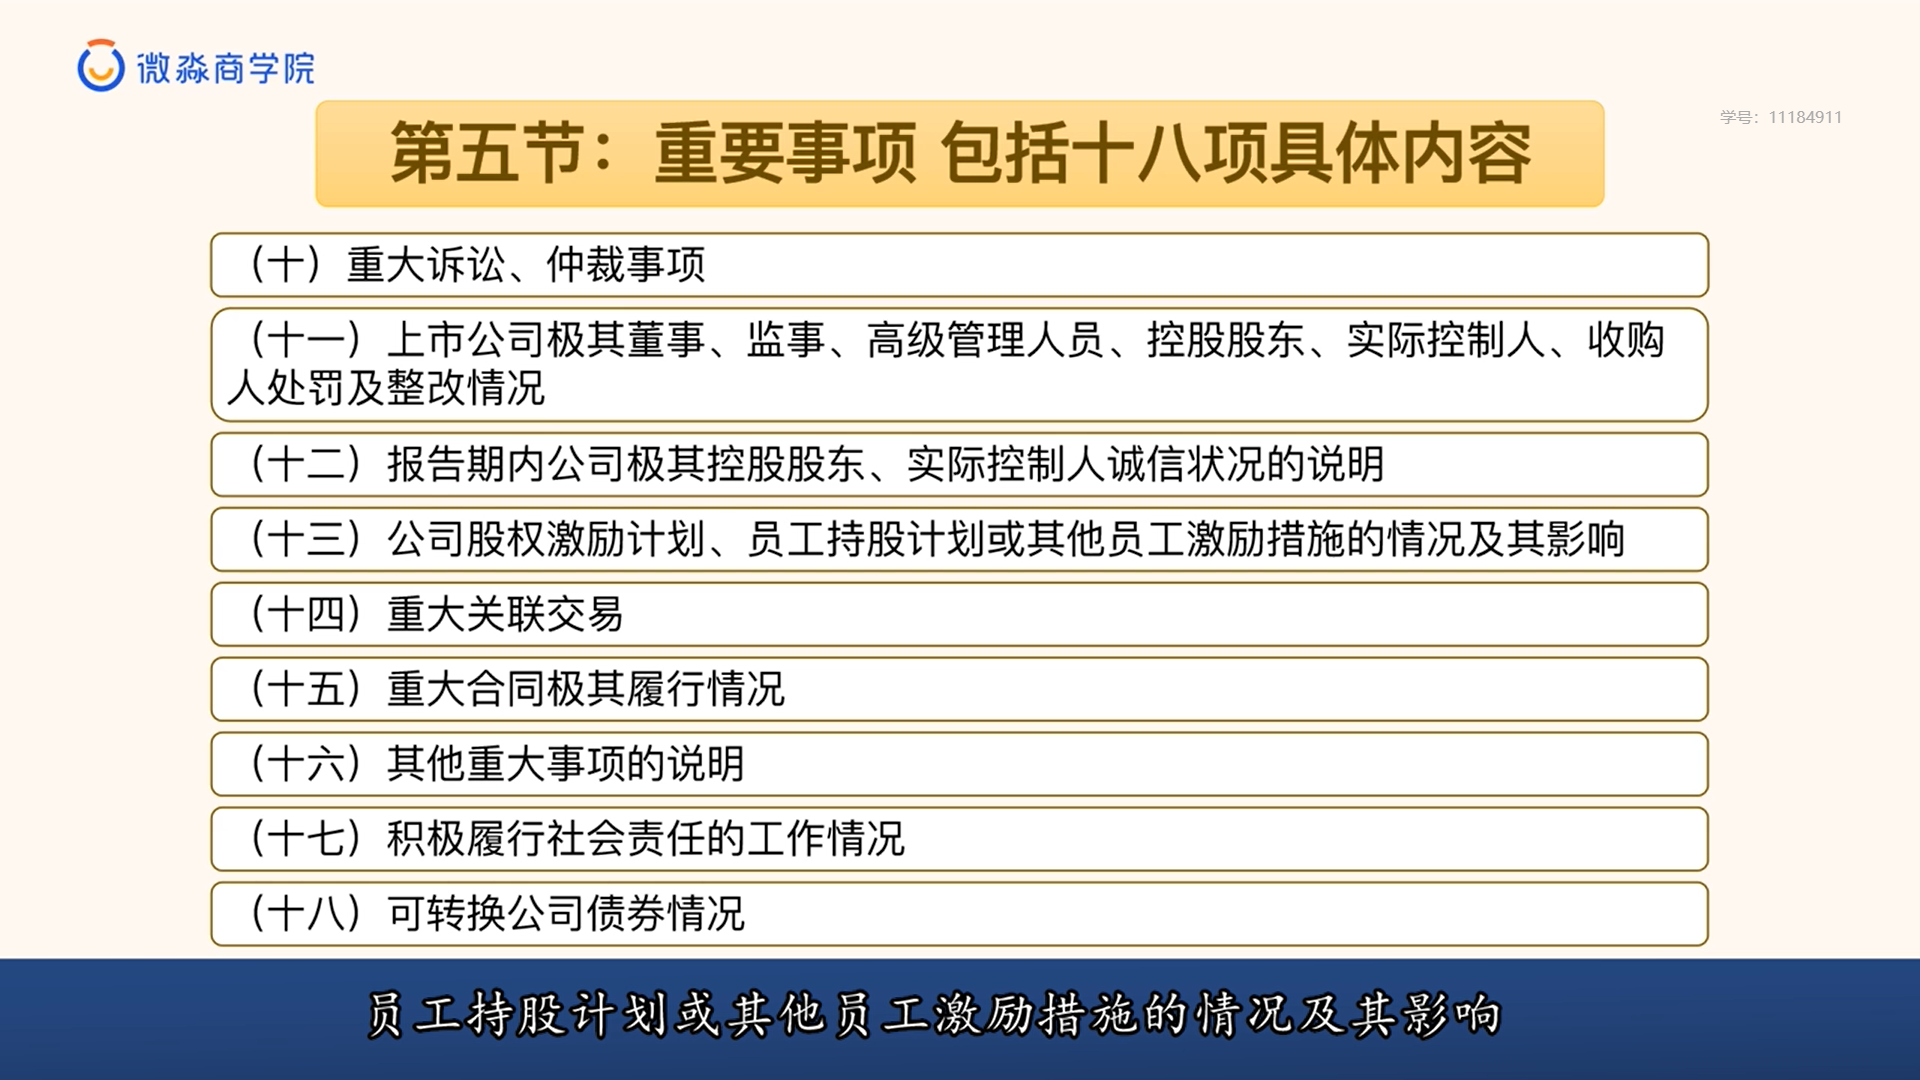 微淼商学院
学号：11184911
第五节：重要事项 包括十八项具体内容
（十）重大诉讼、仲裁事项
（十一）上市公司极其董事、监事、高级管理人员、控股股东、实际控制人、收购
人处罚及整改情况
（十二）报告期内公司极其控股股东、实际控制人诚信状况的说明
（十三）公司股权激励计划、员工持股计划或其他员工激励措施的情况及其影响
（十四）重大关联交易
（十五）重大合同极其履行情况
（十六）其他重大事项的说明
（十七）积极履行社会责任的工作情况
（十八）可转换公司债券情况
员工持股计划或其他员工激励措施的情况及其影响